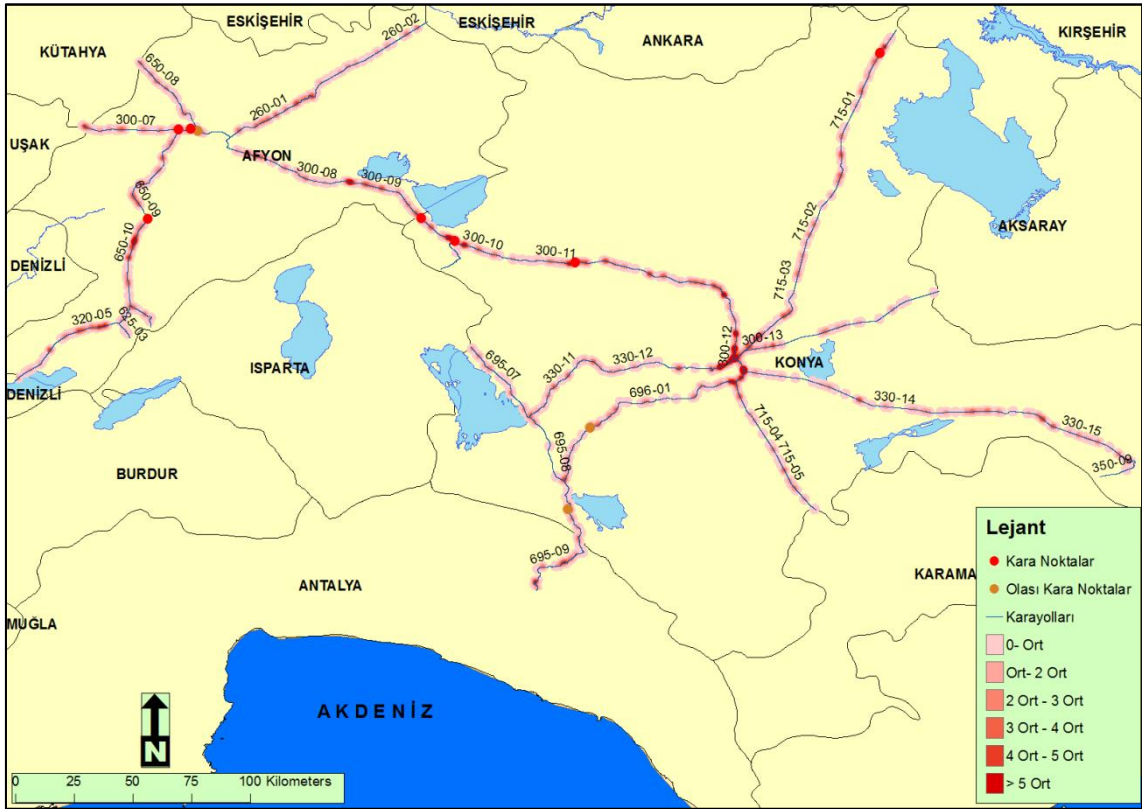 ESKİŞEHİR
ESKİŞEHİR
260-02
ANKARA
KIRŞEHİR
KÜTAHYA
650-08
260-01
715-01
300-07
UŞAK
AFYON
300-08
300-09
650-09
715-02
AKSARAY
650-10
300-10
300-11
DENİZLİ
715-03
320-05
625-03
300-12
300-13
ISPARTA
KONYA
DENİZLİ
695-07
330-11
330-12
696-01
330-14
330-15
715-04
715-05
695-08
350-09
BURDUR
695-09
ANTALYA
KARAMA
MUĞLA
AKDENİZ
N
0 25 50 75 100 Kilometers
Lejant
Kara Noktalar
Olası Kara Noktalar
Karayolları
0- Ort
Ort- 2 Ort
2 Ort - 3 Ort
3 Ort - 4 Ort
4 Ort - 5 Ort
> 5 Ort